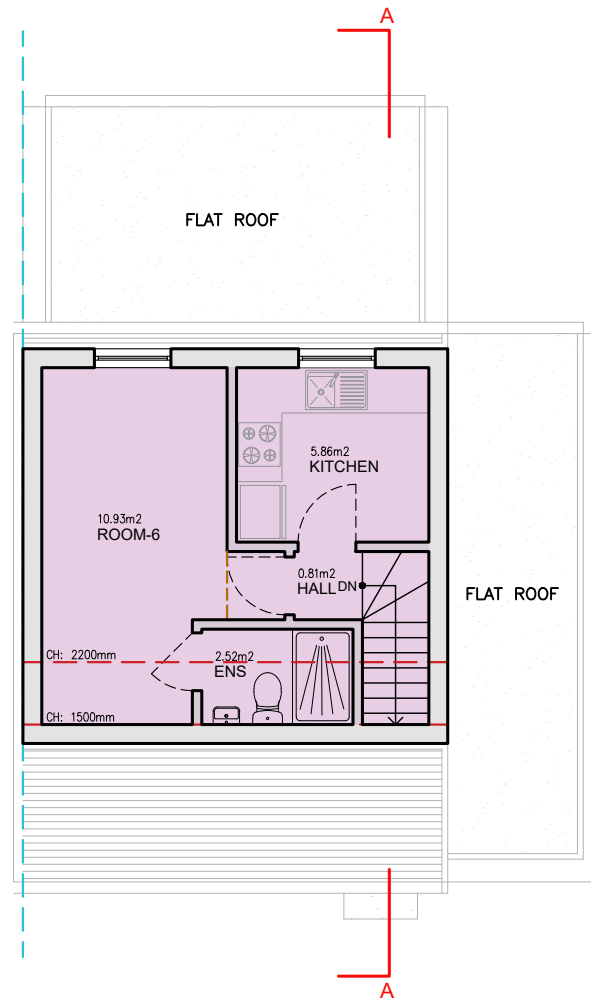 A
FLAT ROOF
5.86m2
KITCHEN
10.93m2
ROOM-6
0.81m2
HALL
DN
FLAT ROOF
CH: 2200mm
2.52m2
ENS
CH: 1500mm
A